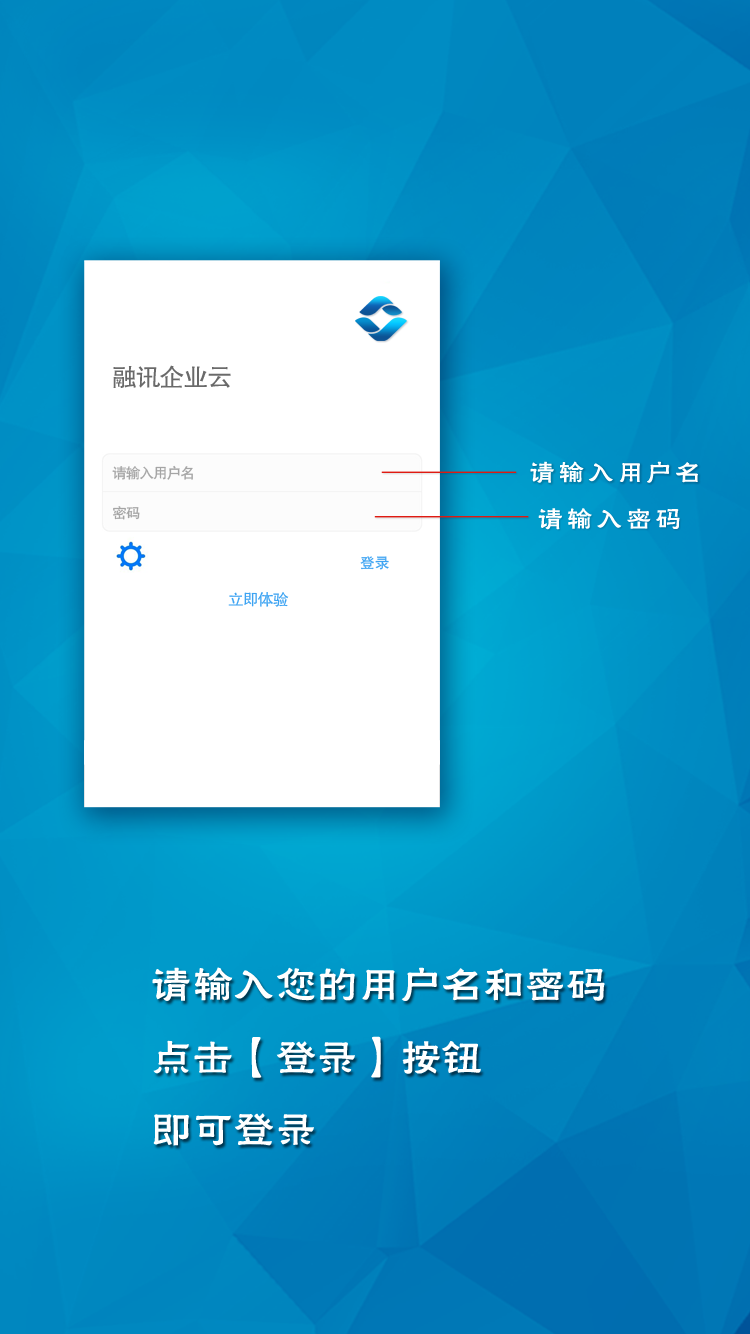 融讯企业云
请输入用户名
请输入用户名
密码
请输入密码
登录
立即体验
请输入您的用户名和密码
点击【登录】按钮
即可登录